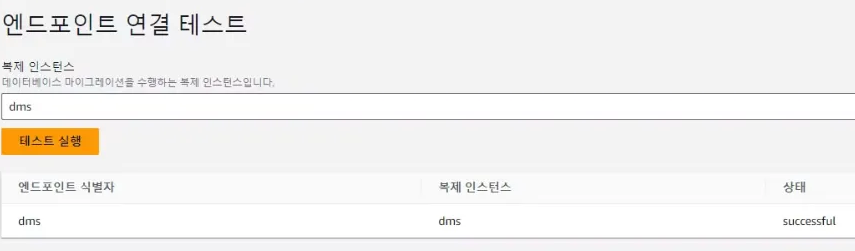 엔드포인트 연결 테스트
복제 인스턴스
데이터베이스 마이그레이션을 수행하는 복제 인스턴스입니다.
dms
테스트 실행
엔드포인트 식별자 복제 인스턴스 상태
dms dms successful